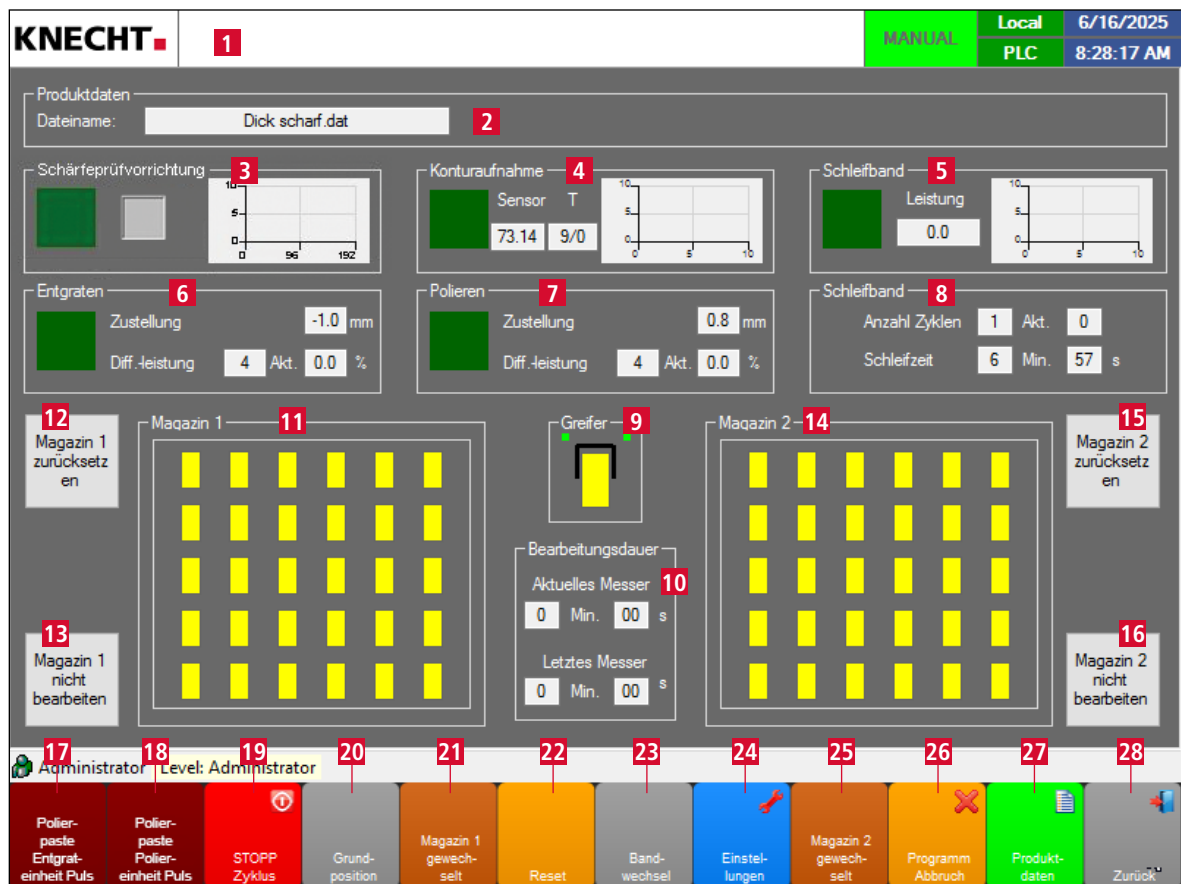 KNECHT
1
MANUAL
Local
6/16/2025
PLC
8:28:17 AM
Produktdaten
Dateiname:
Dick scharf.dat
2
Schärfeprüfvorrichtung
3
10
5
0
0
96
192
Konturaufnahme
4
Sensor
T
73.14
9/0
10
5
0
0
5
10
Schleifband
5
Leistung
0.0
10
5
0
0
5
10
Entgraten
6
Zustellung
-1.0
mm
Diff.-leistung
4
Akt.
0.0
%
Polieren
7
Zustellung
0.8
mm
Diff.-leistung
4
Akt.
0.0
%
Schleifband
8
Anzahl Zyklen
1
Akt.
0
Schleifzeit
6
Min.
57
s
12
Magazin 1
zurücksetz
en
Magazin 1
11
Greifer
9
Magazin 2
14
15
Magazin 2
zurücksetz
en
Bearbeitungsdauer
Aktuelles Messer
10
0
Min.
00
s
Letztes Messer
0
Min.
00
s
13
Magazin 1
nicht
bearbeiten
16
Magazin 2
nicht
bearbeiten
Administrator
Level: Administrator
17
18
19
20
21
22
23
24
25
26
27
28
Polier-
paste
Entgrat-
einheit Puls
Polier-
paste
Polier-
einheit Puls
STOPP
Zyklus
Grund-
position
Magazin 1
gewech-
selt
Reset
Band-
wechsel
Einstel-
lungen
Magazin 2
gewech-
selt
Programm
Abbruch
Produkt-
daten
Zurück